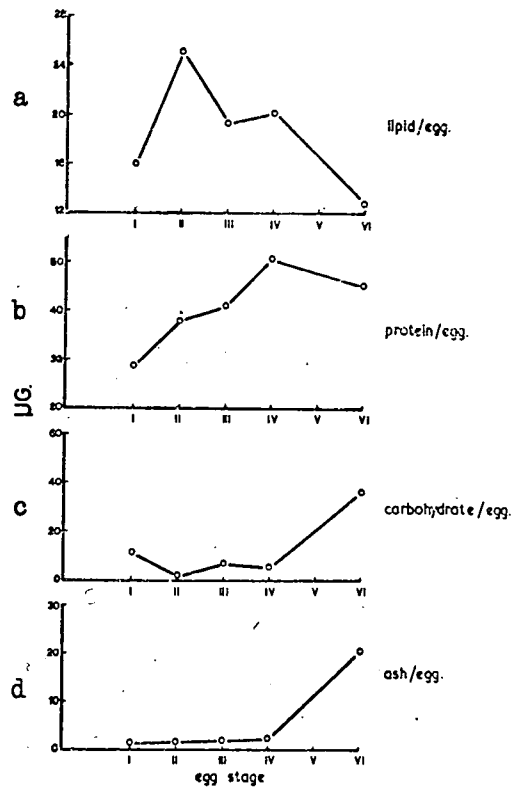 28
24
a
20
lipid/egg.
16
12
I II III IV V VI
50
b
40
protein/egg.
30
20
I II III IV V VI
µG.
60
40
c
carbohydrate/egg.
20
0
I II III IV V VI
30
20
d
ash/egg.
10
0
I II III IV V VI
egg stage